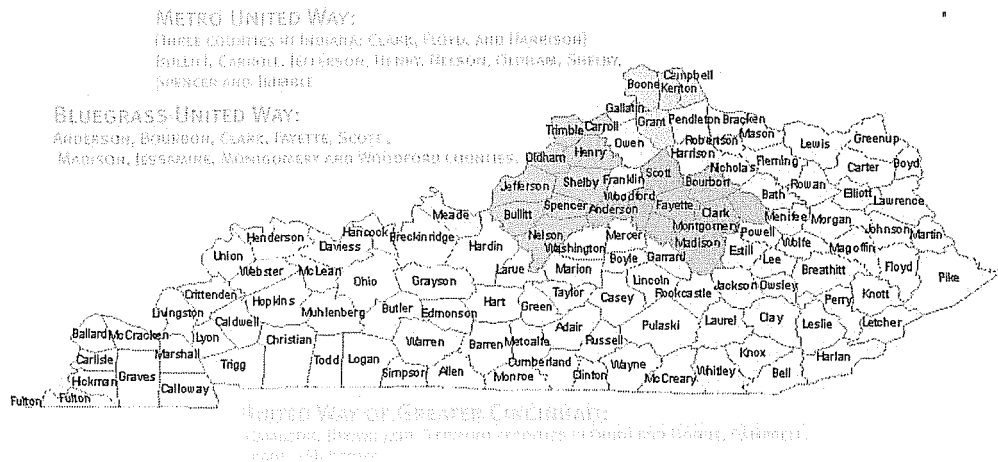 METRO UNITED WAY:
(THREE COUNTIES IN INDIANA: CLARK, FLOYD, AND HARRISON)
BULLITT, CARROLL, JEFFERSON, HENRY, NELSON, OLDHAM, SHELBY,
SPENCER AND TRIMBLE
BLUEGRASS UNITED WAY:
ANDERSON, BOURBON, CLARK, FAYETTE, SCOTT,
MADISON, JESSAMINE, MONTGOMERY AND WOODFORD COUNTIES.
Campbell
Boone Kenton
Gallatin
Trimble Carroll Grant Pendleton Bracken
Owen Robertson Mason Lewis Greenup
Oldham Henry Harrison Fleming Carter Boyd
Jefferson Shelby Franklin Scott Bourbon Nicholas Rowan Elliott Lawrence
Woodford Bath
Bullitt Spencer Anderson Fayette Clark Menifee Morgan Johnson Martin
Meade Montgomery Powell
Henderson Hancock Breckinridge Nelson Mercer Madison Estill Wolfe Magoffin
Union Daviess Hardin Washington Boyle Garrard Lee Breathitt Floyd Pike
Webster McLean Ohio Grayson Larue Marion Lincoln Jackson Owsley Knott
Crittenden Hopkins Taylor Casey Rockcastle Perry
Livingston Caldwell Muhlenberg Butler Edmonson Hart Green Laurel Clay Leslie Letcher
Ballard McCracken Lyon Christian Warren Adair Pulaski
Carlisle Marshall Todd Logan Barren Metcalfe Russell Knox Harlan
Hickman Graves Trigg Simpson Allen Cumberland Wayne Whitley Bell
Fulton Fulton Calloway Monroe Clinton McCreary
UNITED WAY OF GREATER CINCINNATI: